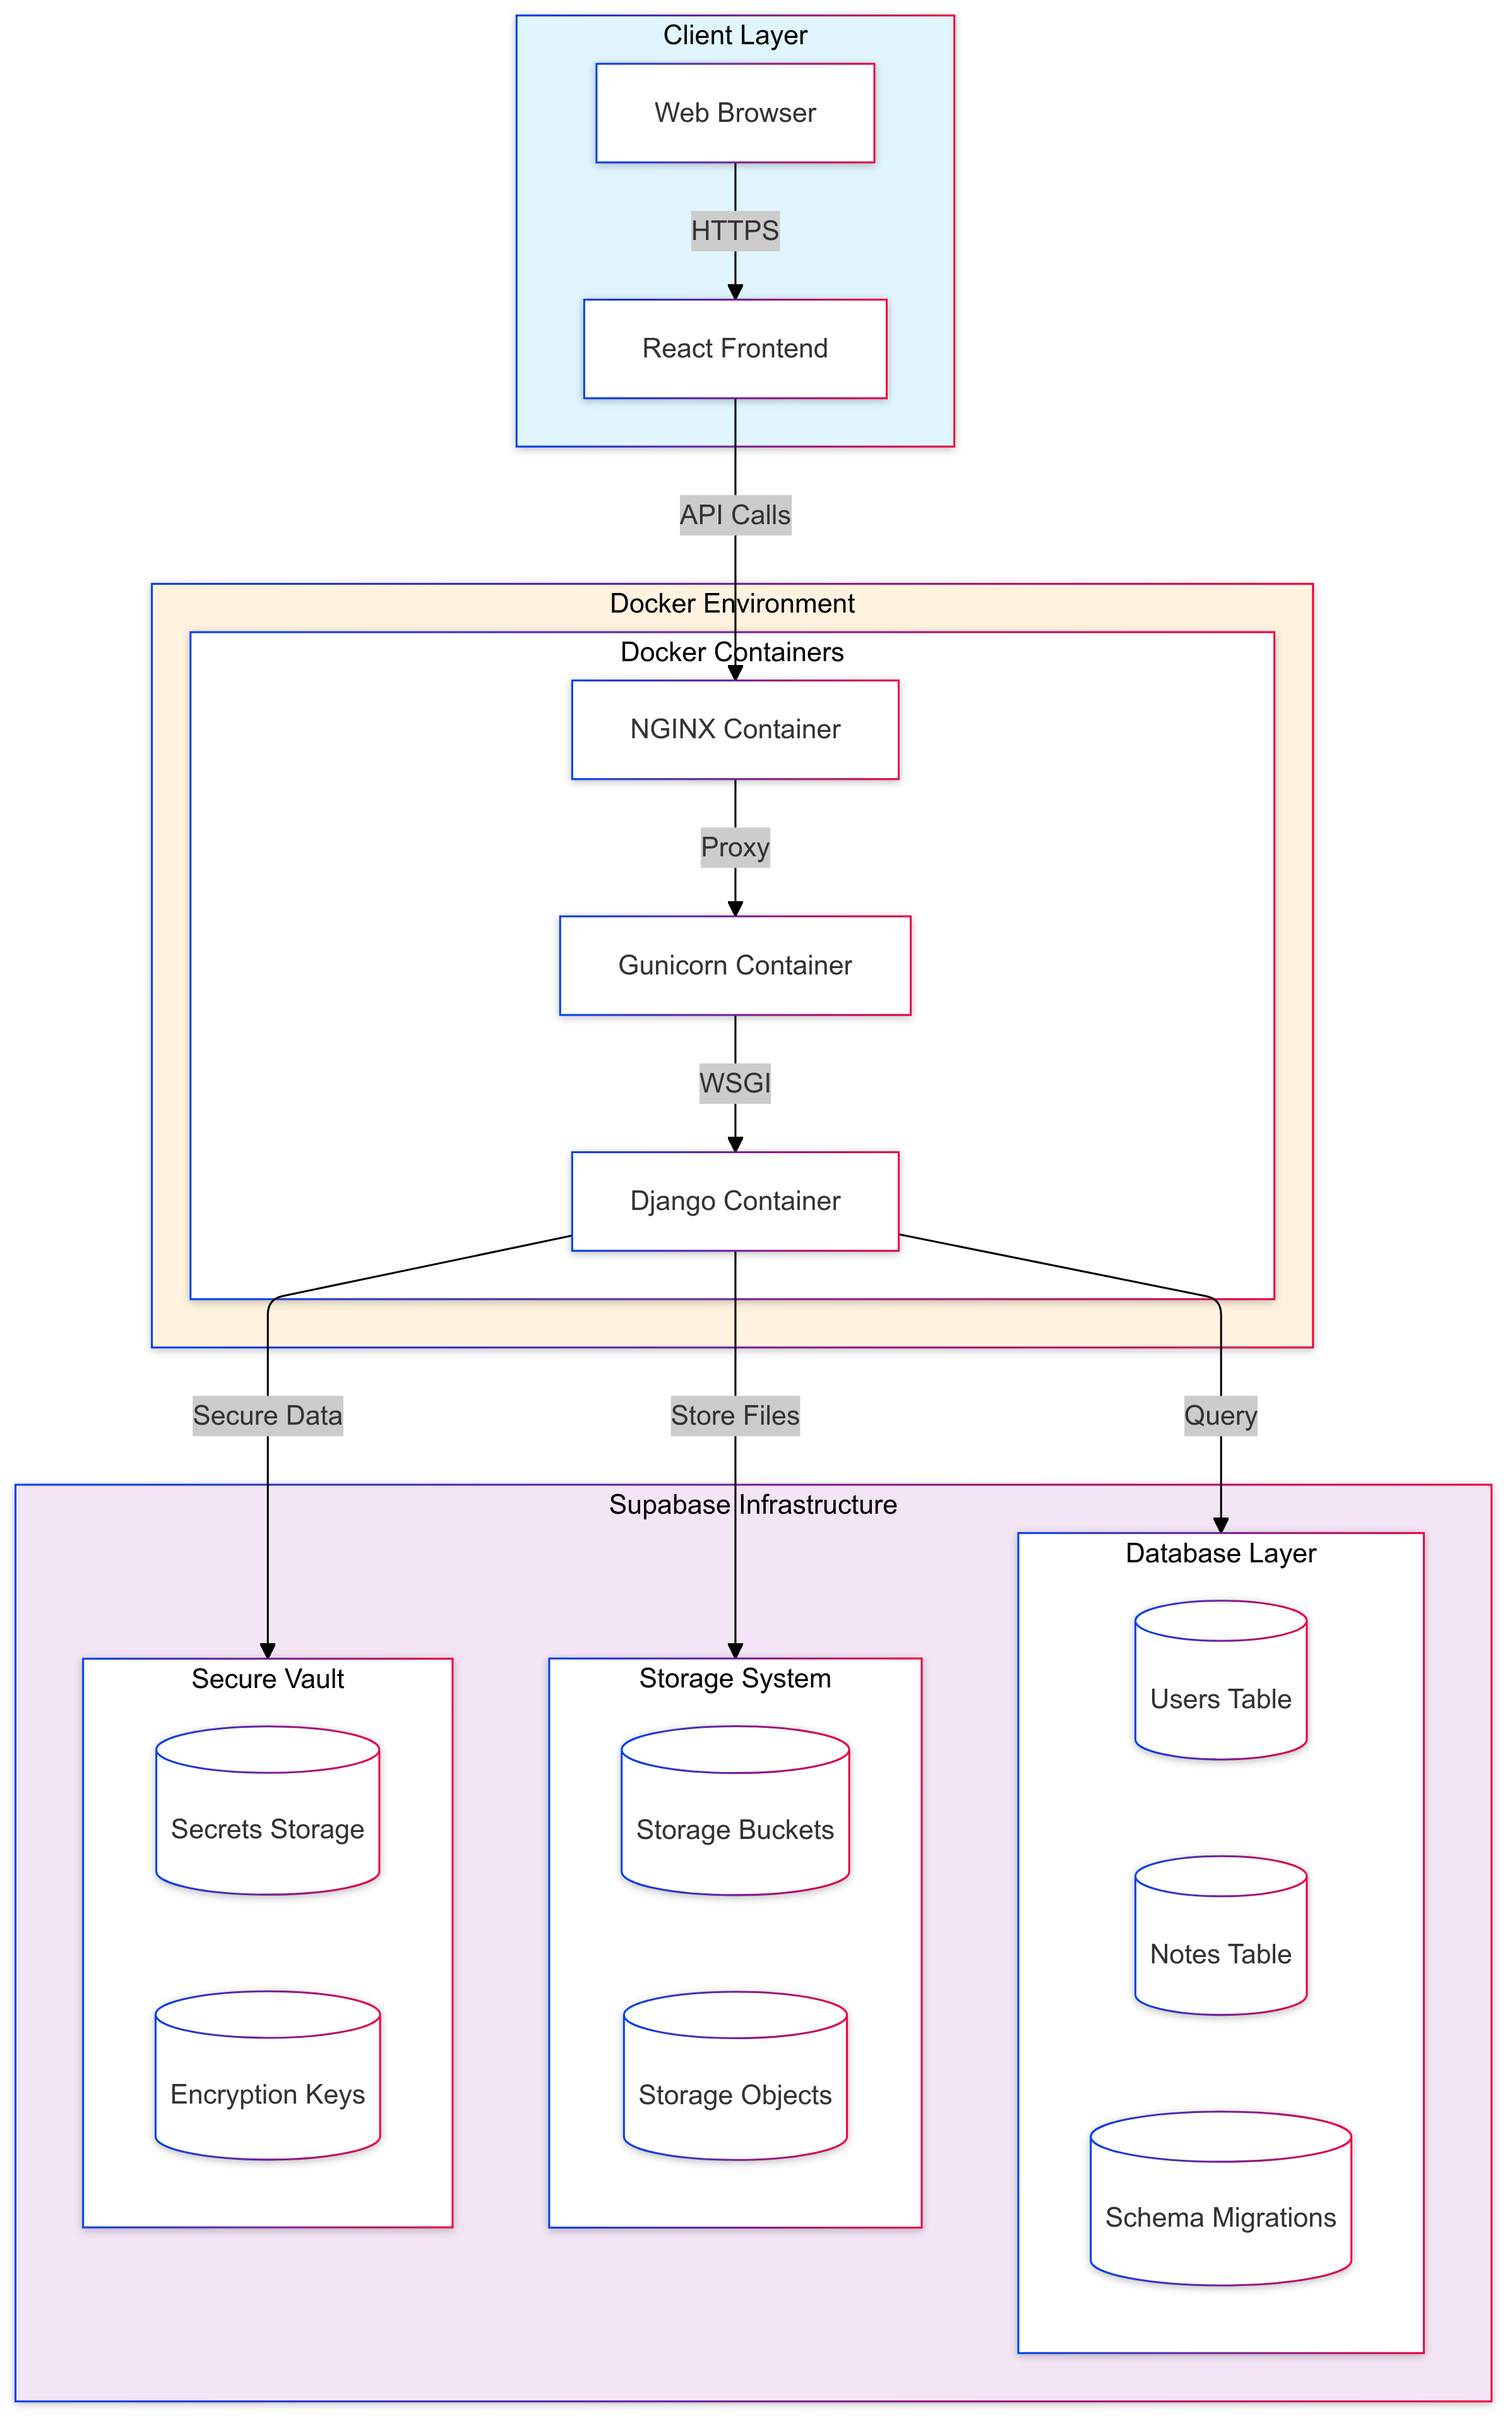 Client Layer
Web Browser
HTTPS
React Frontend
API Calls
Docker Environment
Docker Containers
NGINX Container
Proxy
Gunicorn Container
WSGI
Django Container
Secure Data
Store Files
Query
Supabase Infrastructure
Secure Vault
Secrets Storage
Encryption Keys
Storage System
Storage Buckets
Storage Objects
Database Layer
Users Table
Notes Table
Schema Migrations